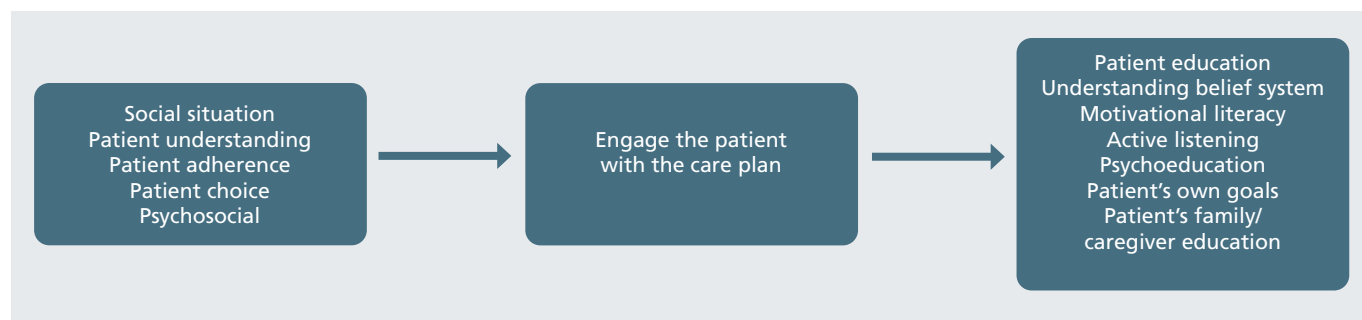 Social situation
Patient understanding
Patient adherence
Patient choice
Psychosocial
Engage the patient
with the care plan
Patient education
Understanding belief system
Motivational literacy
Active listening
Psychoeducation
Patient’s own goals
Patient’s family/
caregiver education